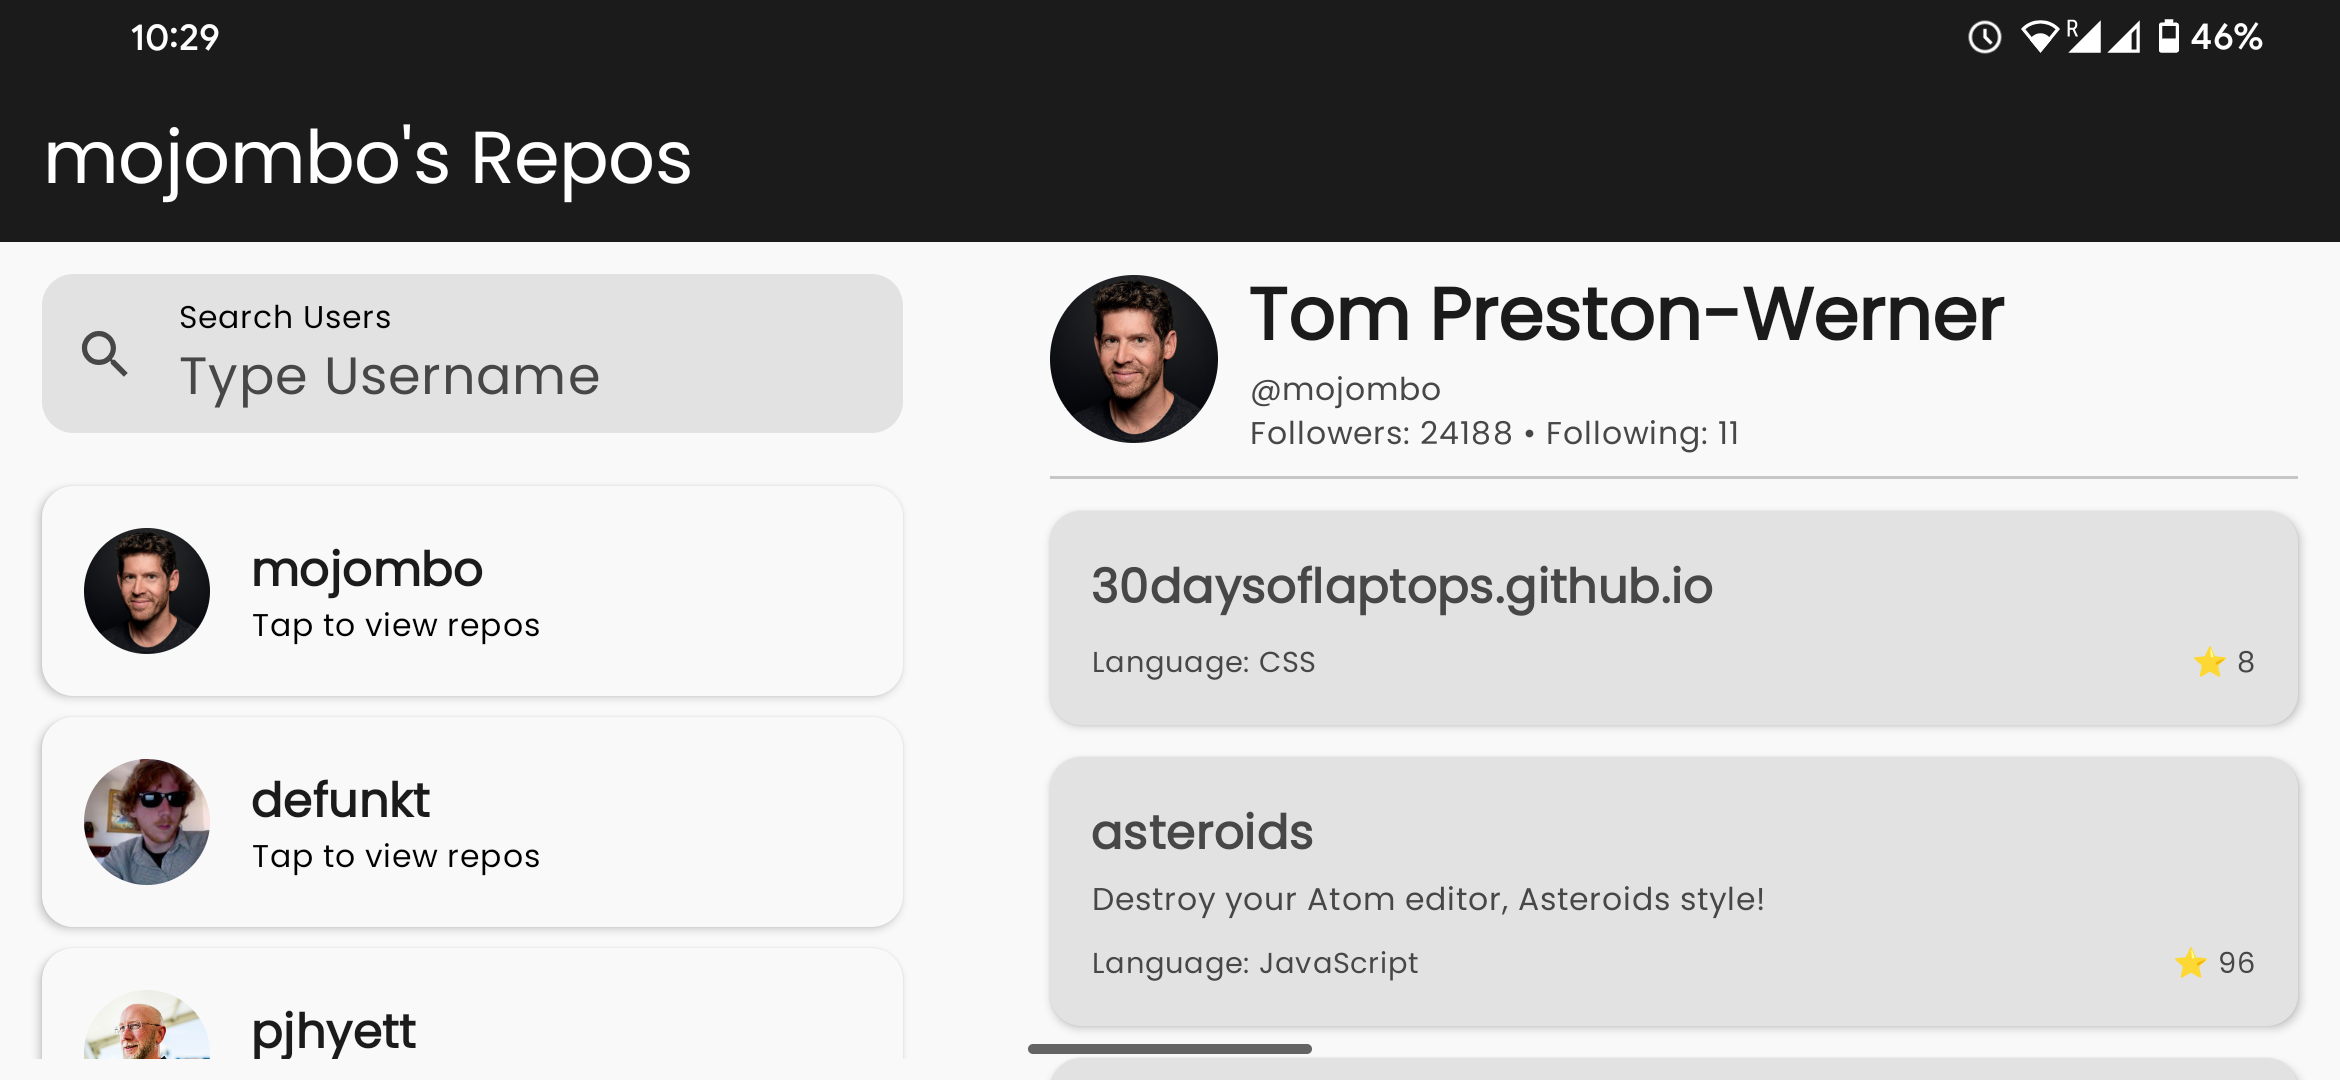 10:29
R
46%
mojombo's Repos
Search Users
Type Username
mojombo
Tap to view repos
defunkt
Tap to view repos
pjhyett
Tom Preston-Werner
@mojombo
Followers: 24188 • Following: 11
30daysoflaptops.github.io
Language: CSS
⭐ 8
asteroids
Destroy your Atom editor, Asteroids style!
Language: JavaScript
⭐ 96